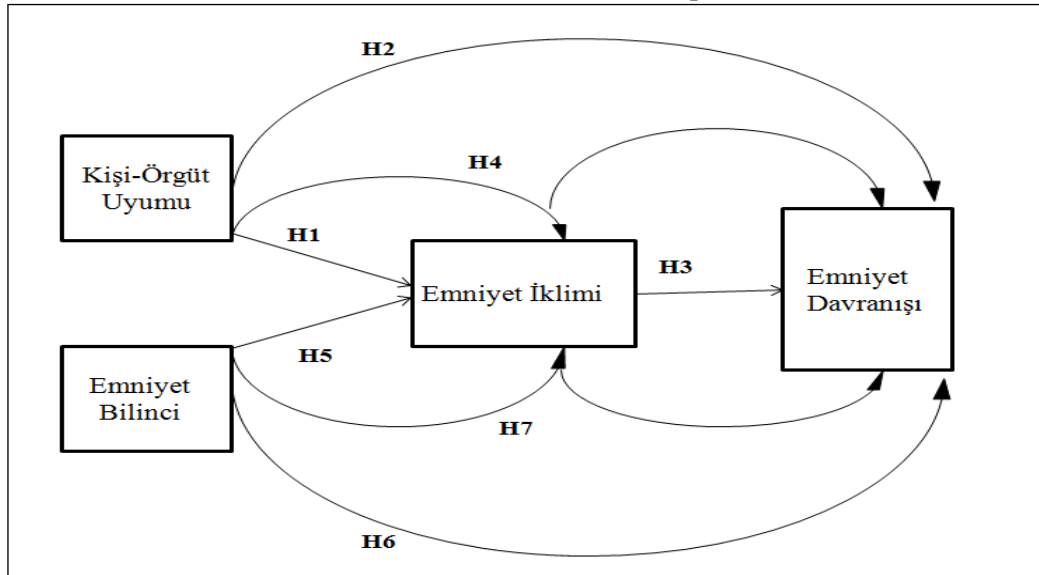 H2
Kişi-Örgüt
Uyumu
H4
H1
Emniyet İklimi
H3
Emniyet
Davranışı
H5
Emniyet
Bilinci
H7
H6